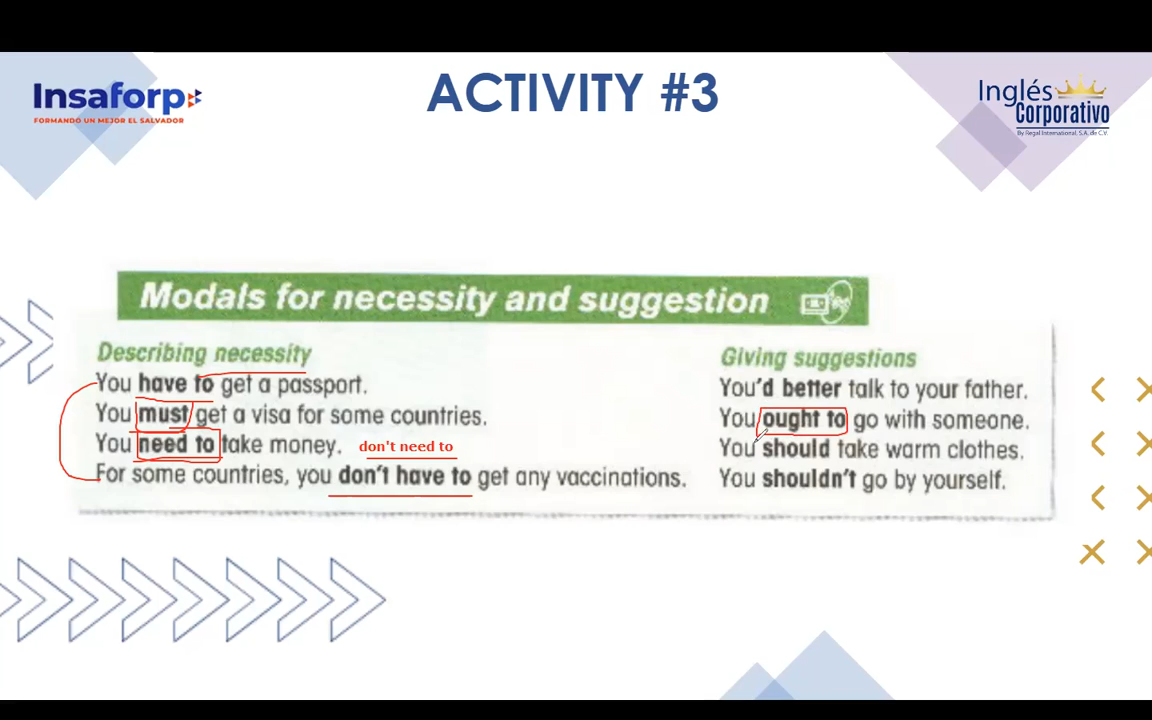 ACTIVITY #3
Insaforp
FORMANDO UN MEJOR EL SALVADOR
Inglés
Corporativo
By Regal International, S.A. de C.V.
Modals for necessity and suggestion
Describing necessity
You have to get a passport.
You must get a visa for some countries.
You need to take money. don't need to
For some countries, you don't have to get any vaccinations.
Giving suggestions
You'd better talk to your father.
You ought to go with someone.
You should take warm clothes.
You shouldn't go by yourself.